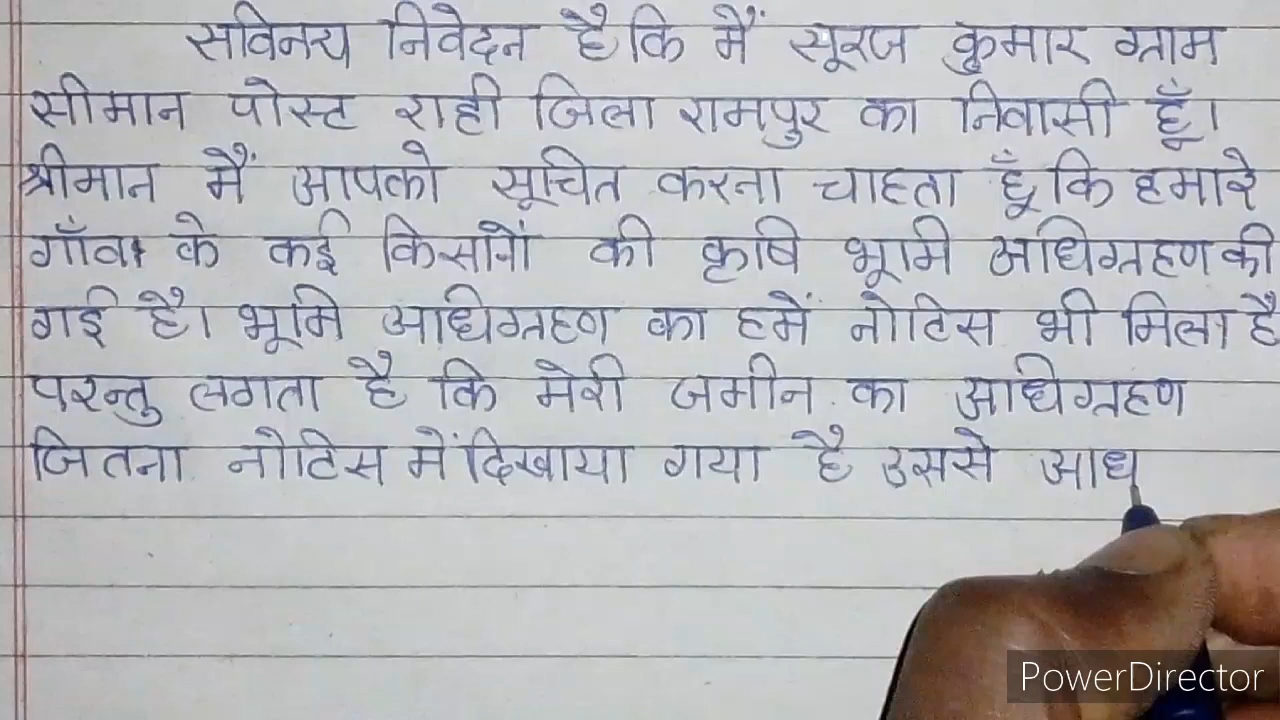 सविनय निवेदन है कि मैं सूरज कुमार ग्राम
सीमान पोस्ट राही जिला रामपुर का निवासी हूँ।
श्रीमान मैं आपको सूचित करना चाहता हूँ कि हमारे
गाँव के कई किसानों की कृषि भूमि अधिग्रहण की
गई है। भूमि अधिग्रहण का हमें नोटिस भी मिला है
परन्तु लगता है कि मेरी जमीन का अधिग्रहण
जितना नोटिस में दिखाया गया है उससे अध
PowerDirector